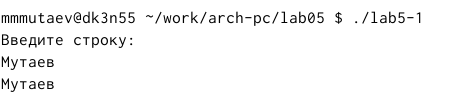 mmmutaev@dk3n55 ~/work/arch-pc/lab05 $ ./lab5-1
Введите строку:
Мутаев
Мутаев